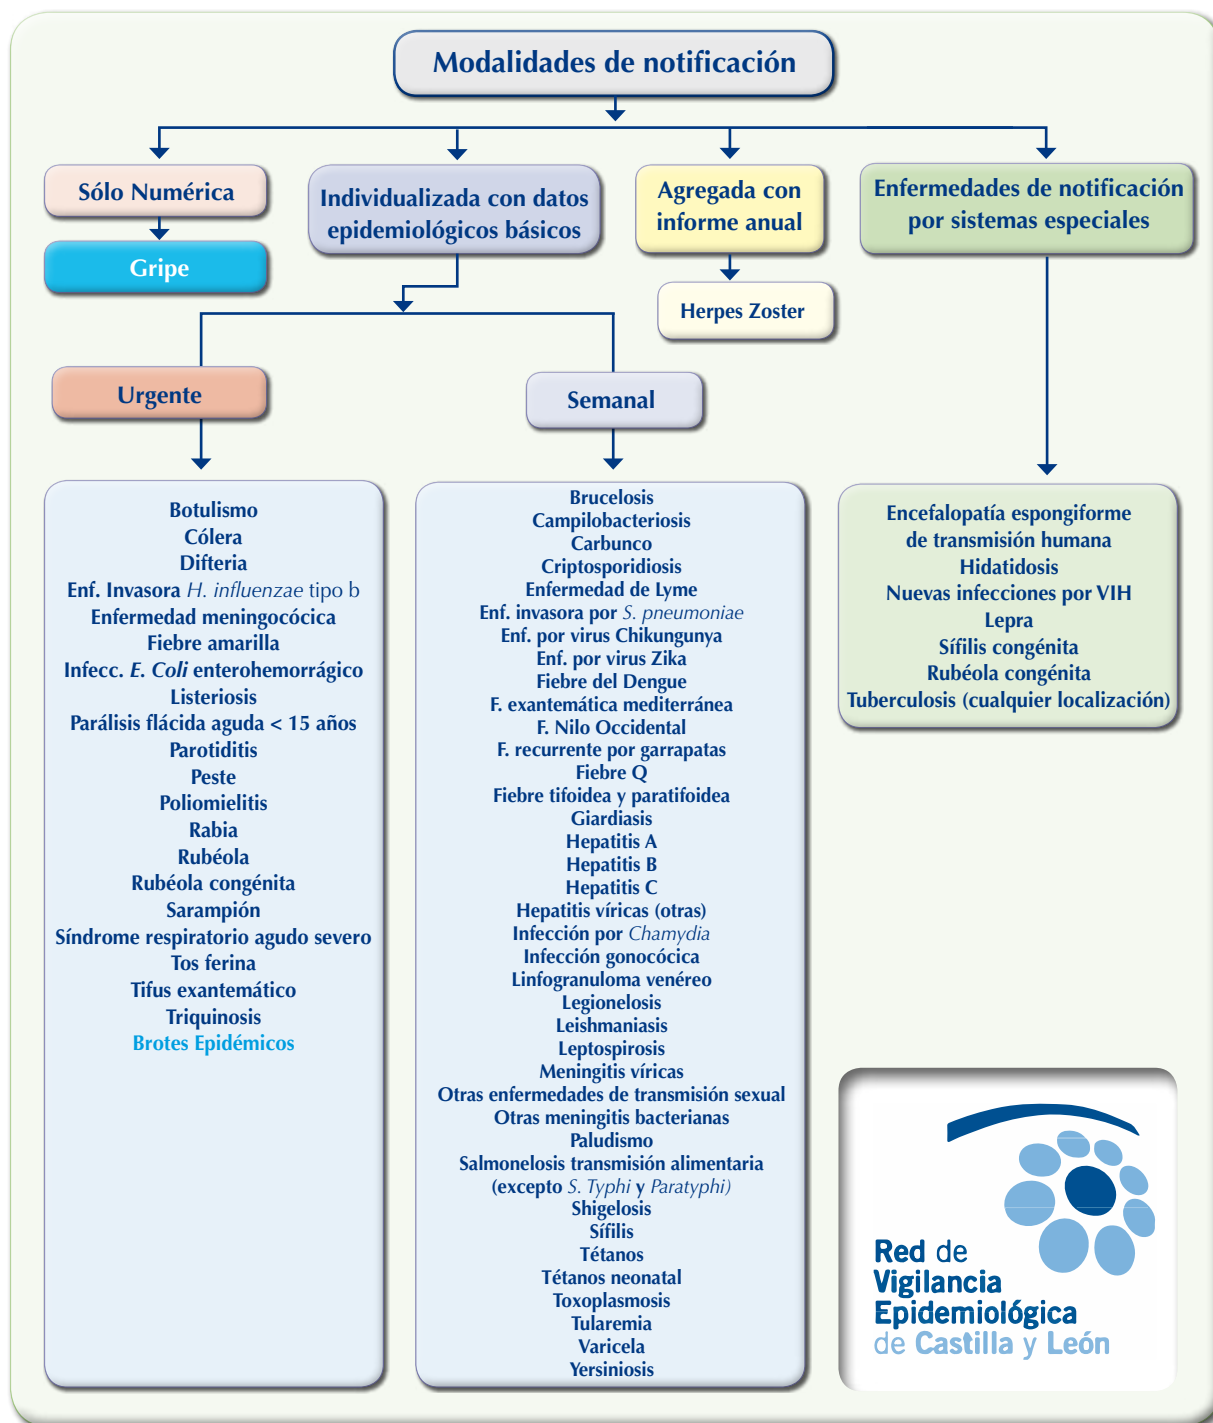 Modalidades de notificación
Sólo Numérica
Gripe
Individualizada con datos
epidemiológicos básicos
Agregada con
informe anual
Herpes Zoster
Enfermedades de notificación
por sistemas especiales
Urgente
Semanal
Botulismo
Cólera
Difteria
Enf. Invasora H. influenzae tipo b
Enfermedad meningocócica
Fiebre amarilla
Infecc. E. Coli enterohemorrágico
Listeriosis
Parálisis flácida aguda < 15 años
Parotiditis
Peste
Poliomielitis
Rabia
Rubéola
Rubéola congénita
Sarampión
Síndrome respiratorio agudo severo
Tos ferina
Tifus exantemático
Triquinosis
Brotes Epidémicos
Brucelosis
Campilobacteriosis
Carbunco
Criptosporidiosis
Enfermedad de Lyme
Enf. invasora por S. pneumoniae
Enf. por virus Chikungunya
Enf. por virus Zika
Fiebre del Dengue
F. exantemática mediterránea
F. Nilo Occidental
F. recurrente por garrapatas
Fiebre Q
Fiebre tifoidea y paratifoidea
Giardiasis
Hepatitis A
Hepatitis B
Hepatitis C
Hepatitis víricas (otras)
Infección por Chamydia
Infección gonocócica
Linfogranuloma venéreo
Legionelosis
Leishmaniasis
Leptospirosis
Meningitis víricas
Otras enfermedades de transmisión sexual
Otras meningitis bacterianas
Paludismo
Salmonelosis transmisión alimentaria
(excepto S. Typhi y Paratyphi)
Shigelosis
Sífilis
Tétanos
Tétanos neonatal
Toxoplasmosis
Tularemia
Varicela
Yersiniosis
Encefalopatía espongiforme
de transmisión humana
Hidatidosis
Nuevas infecciones por VIH
Lepra
Sífilis congénita
Rubéola congénita
Tuberculosis (cualquier localización)
Red de
Vigilancia
Epidemiológica
de Castilla y León